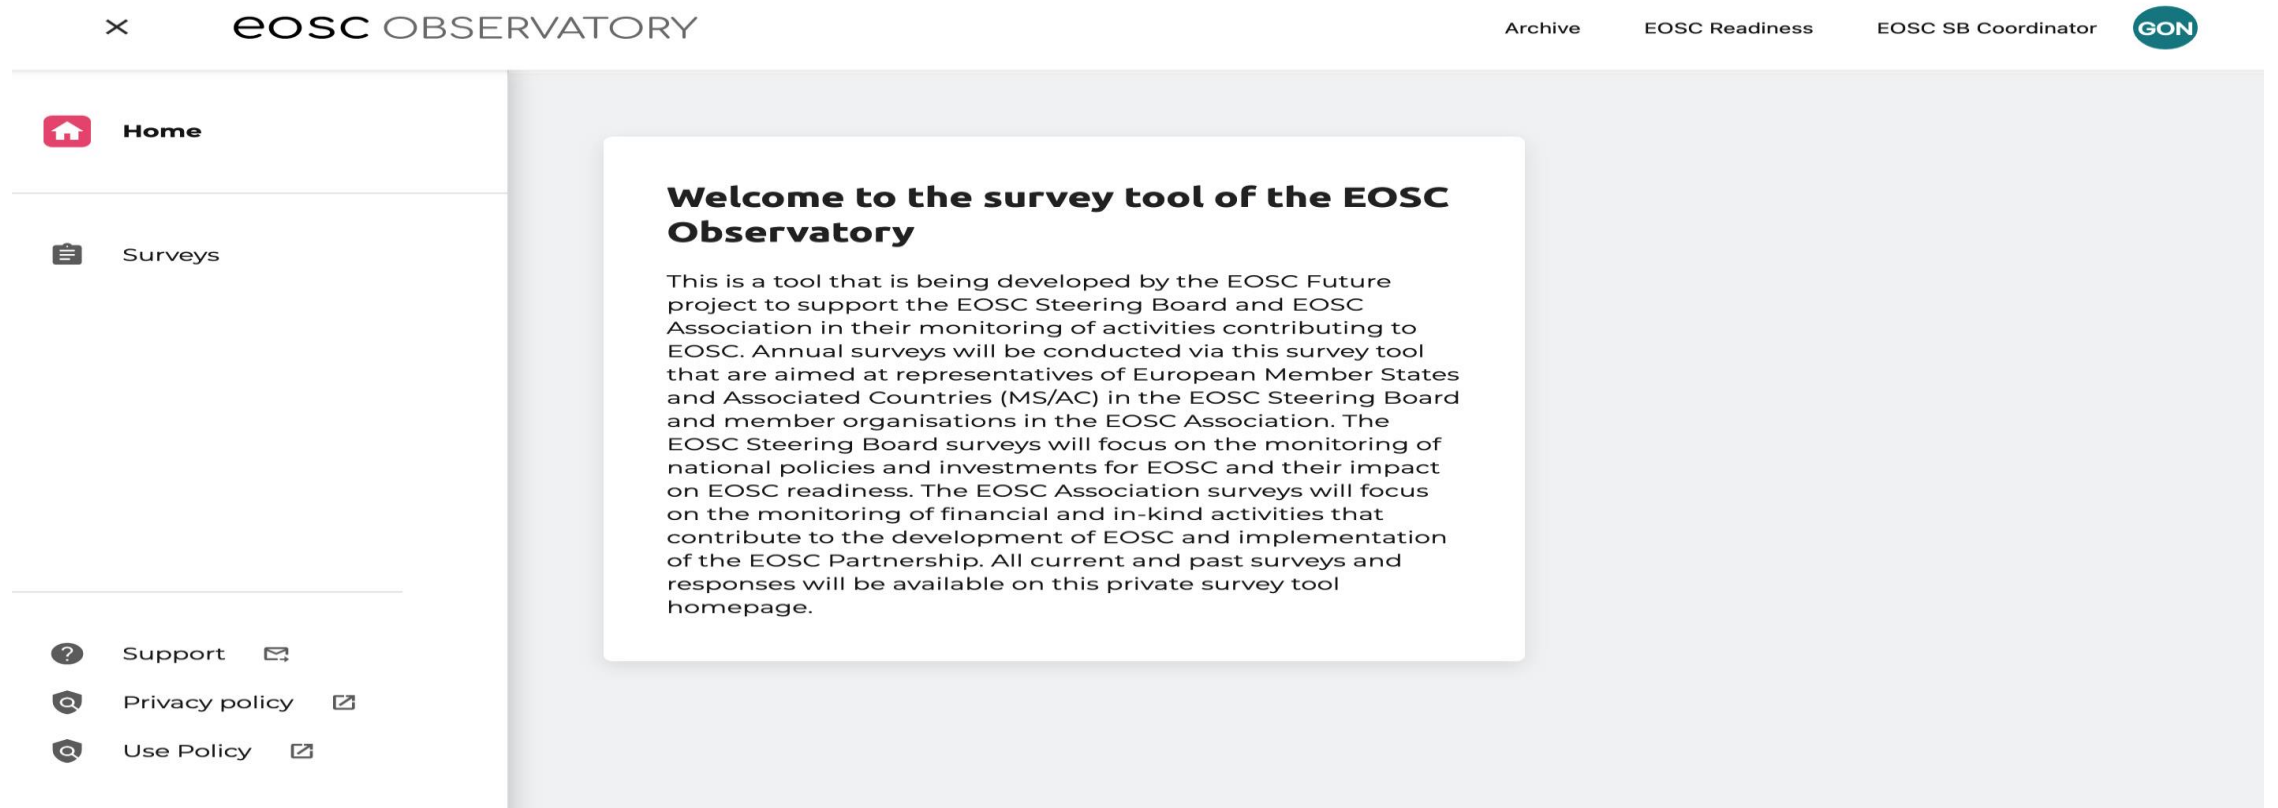 eosc OBSERVATORY
Archive
EOSC Readiness
EOSC SB Coordinator
GON
Home
Surveys
Support
Privacy policy
Use Policy
Welcome to the survey tool of the EOSC
Observatory
This is a tool that is being developed by the EOSC Future
project to support the EOSC Steering Board and EOSC
Association in their monitoring of activities contributing to
EOSC. Annual surveys will be conducted via this survey tool
that are aimed at representatives of European Member States
and Associated Countries (MS/AC) in the EOSC Steering Board
and member organisations in the EOSC Association. The
EOSC Steering Board surveys will focus on the monitoring of
national policies and investments for EOSC and their impact
on EOSC readiness. The EOSC Association surveys will focus
on the monitoring of financial and in-kind activities that
contribute to the development of EOSC and implementation
of the EOSC Partnership. All current and past surveys and
responses will be available on this private survey tool
homepage.